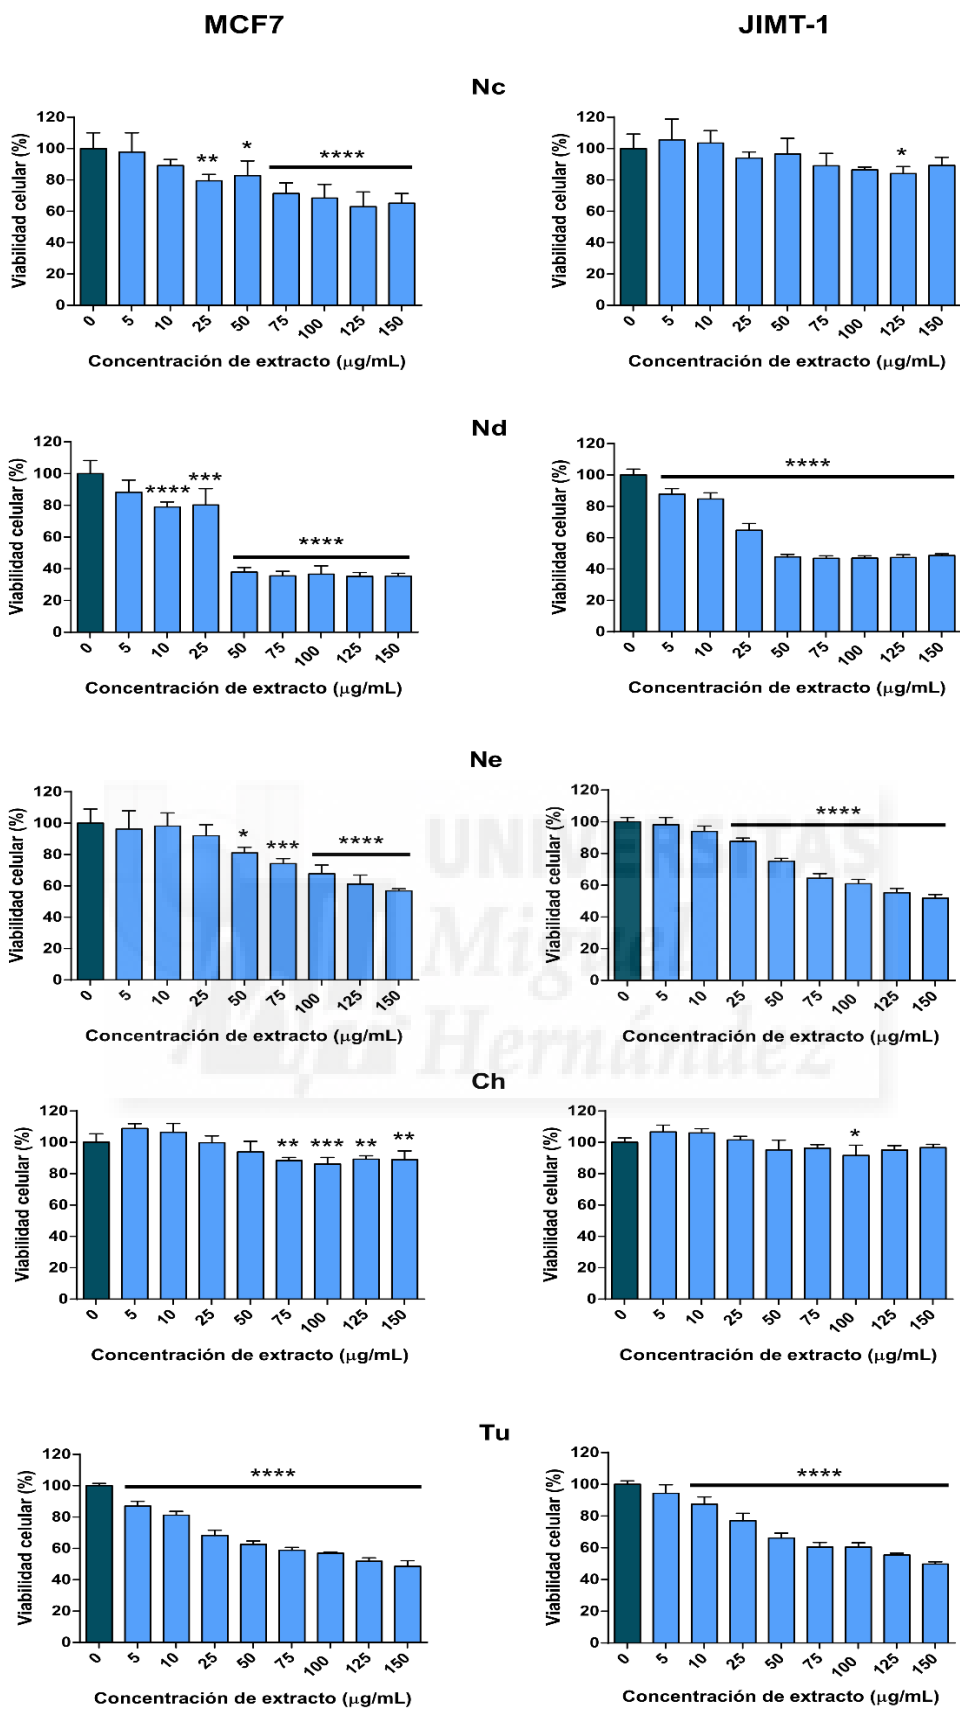 MCF7
JIMT-1
Nc
Viabilidad celular (%)
120
100
80
60
40
20
0
** * ****
0 5 10 25 50 75 100 125 150
Concentración de extracto (µg/mL)
Viabilidad celular (%)
120
100
80
60
40
20
0
*
0 5 10 25 50 75 100 125 150
Concentración de extracto (µg/mL)
Nd
Viabilidad celular (%)
120
100
80
60
40
20
0
**** *** ****
0 5 10 25 50 75 100 125 150
Concentración de extracto (µg/mL)
Viabilidad celular (%)
120
100
80
60
40
20
0
****
0 5 10 25 50 75 100 125 150
Concentración de extracto (µg/mL)
Ne
Viabilidad celular (%)
120
100
80
60
40
20
0
* *** ****
0 5 10 25 50 75 100 125 150
Concentración de extracto (µg/mL)
Viabilidad celular (%)
120
100
80
60
40
20
0
****
0 5 10 25 50 75 100 125 150
Concentración de extracto (µg/mL)
UNIVERSITAS
Miguel
Hernández
Ch
Viabilidad celular (%)
120
100
80
60
40
20
0
** *** ** **
0 5 10 25 50 75 100 125 150
Concentración de extracto (µg/mL)
Viabilidad celular (%)
120
100
80
60
40
20
0
*
0 5 10 25 50 75 100 125 150
Concentración de extracto (µg/mL)
Tu
Viabilidad celular (%)
120
100
80
60
40
20
0
****
0 5 10 25 50 75 100 125 150
Concentración de extracto (µg/mL)
Viabilidad celular (%)
120
100
80
60
40
20
0
****
0 5 10 25 50 75 100 125 150
Concentración de extracto (µg/mL)